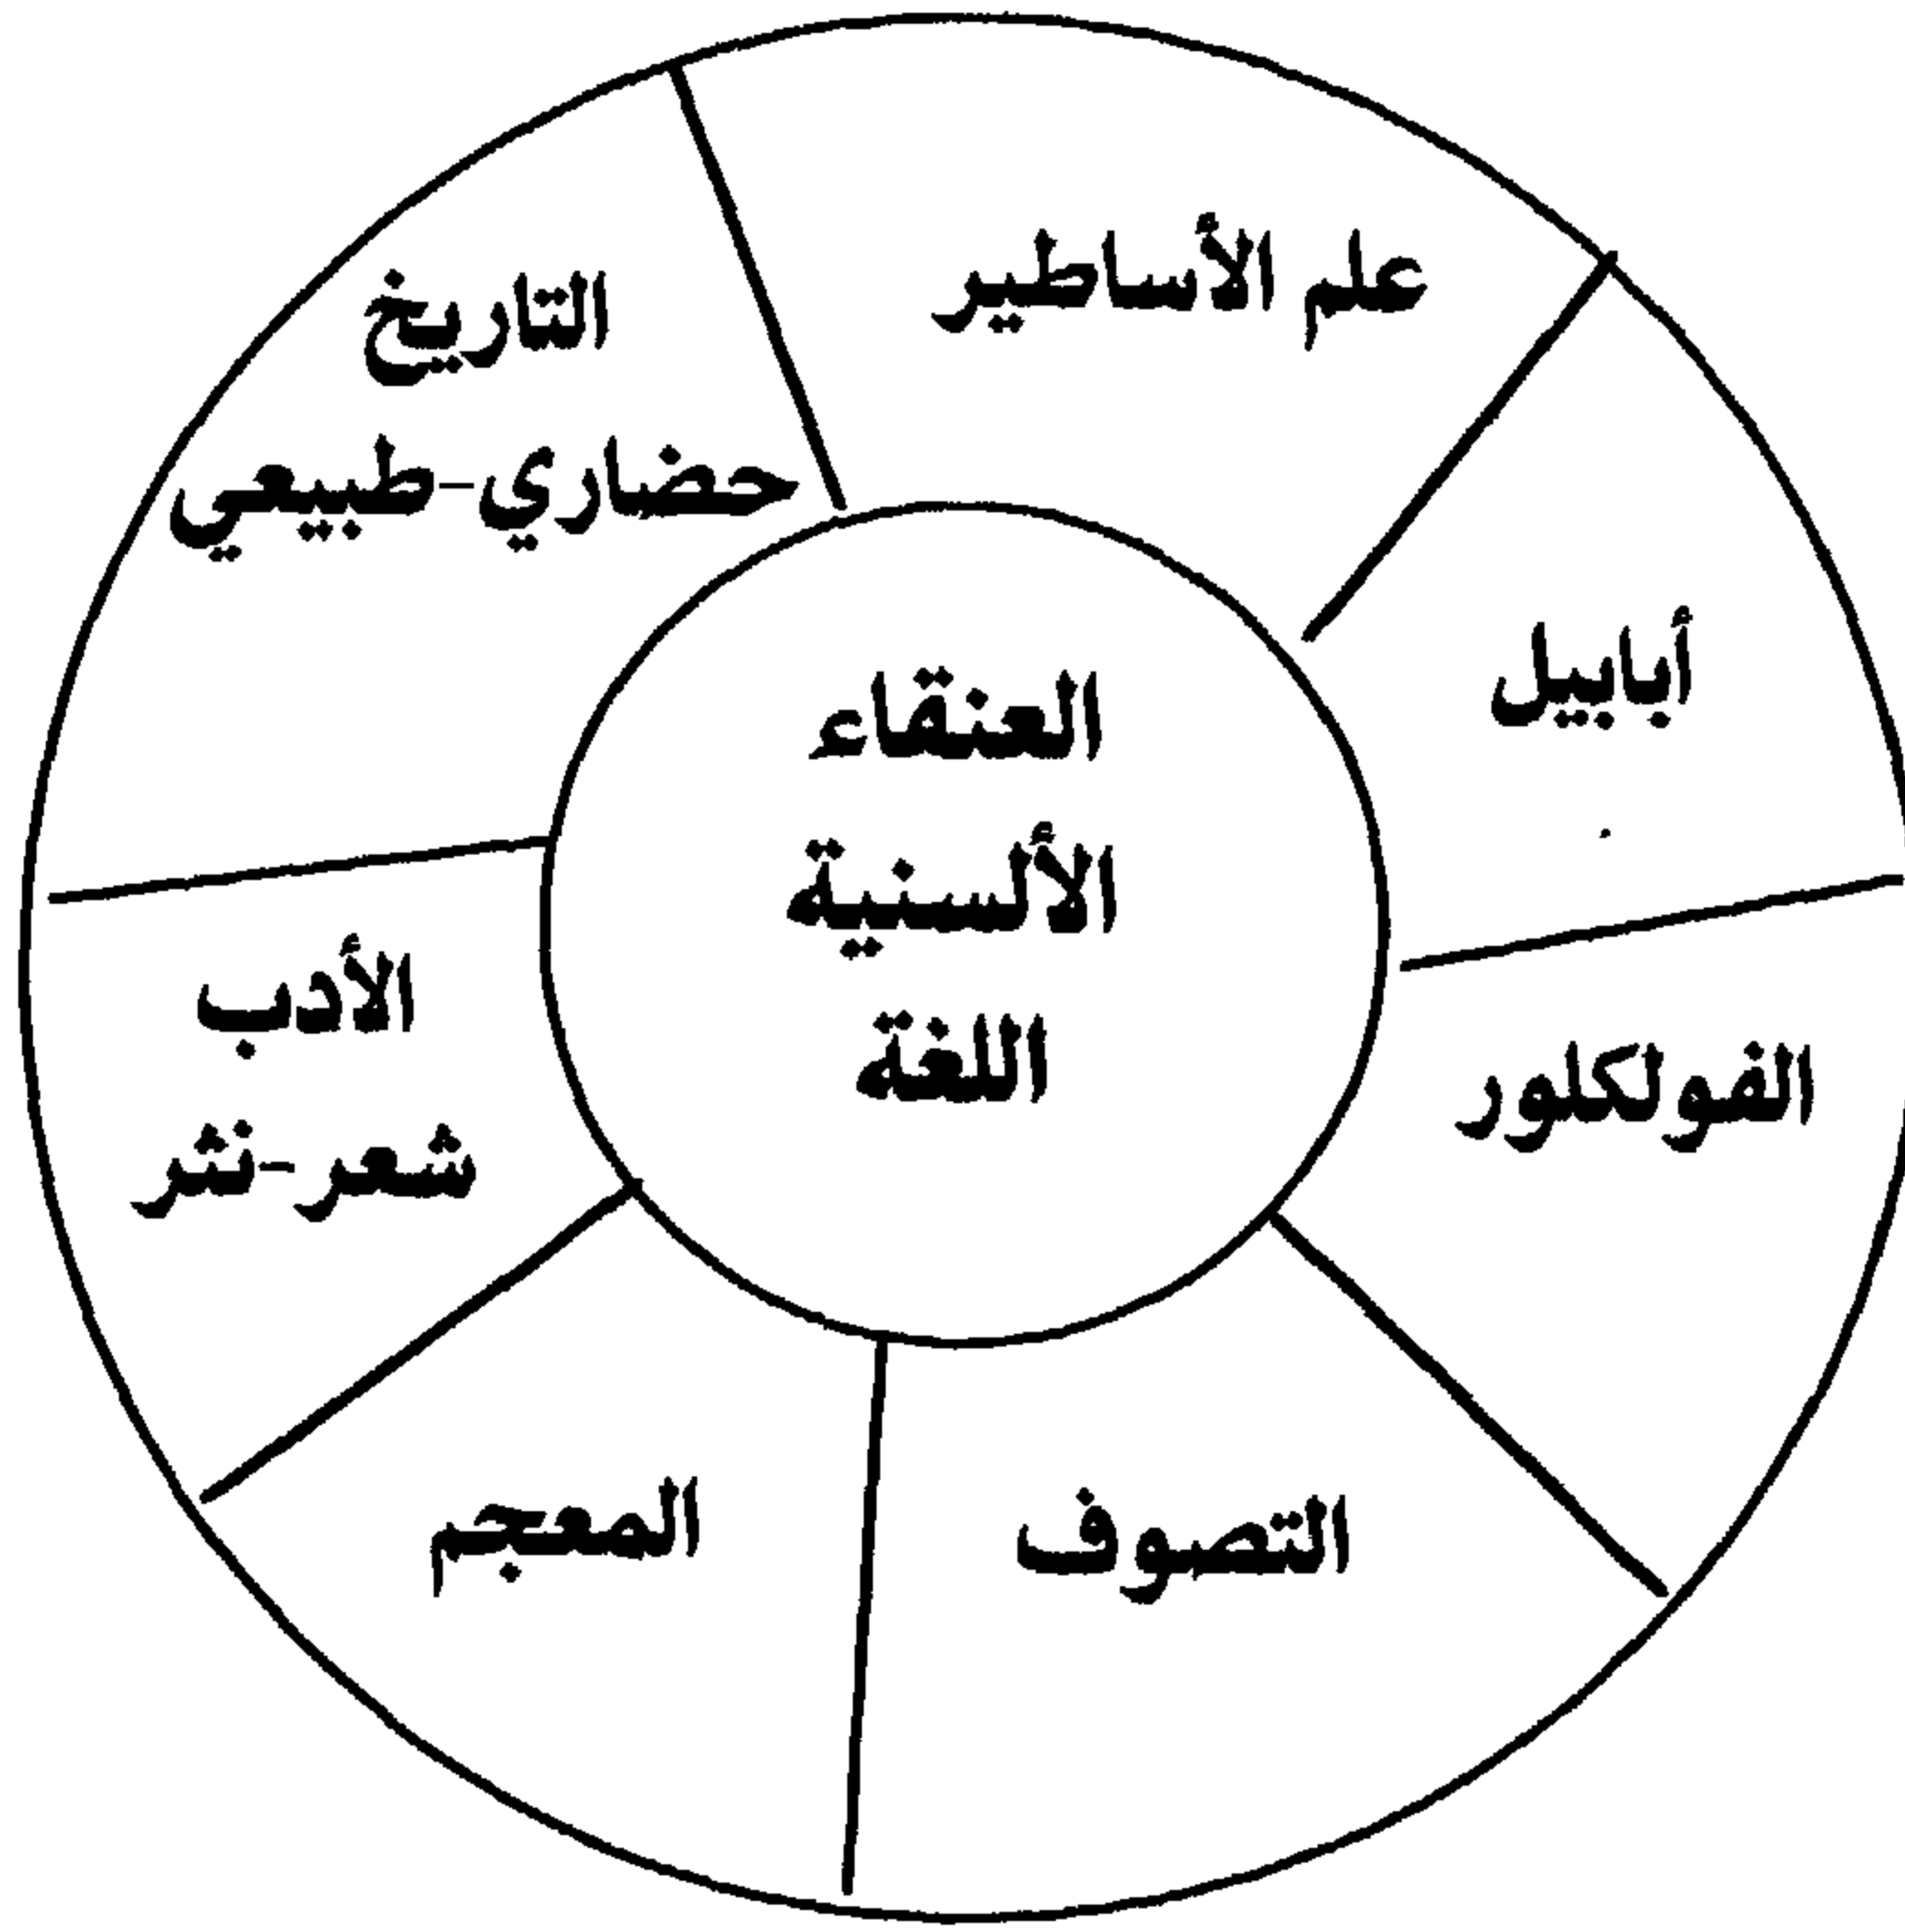 علم الأساطير
التاريخ
حضاري-طبيعي
أبابيل
العنقاء
الألسنية
اللغة
الأدب
شعر-نثر
الفولكلور
المعجم
التصوف